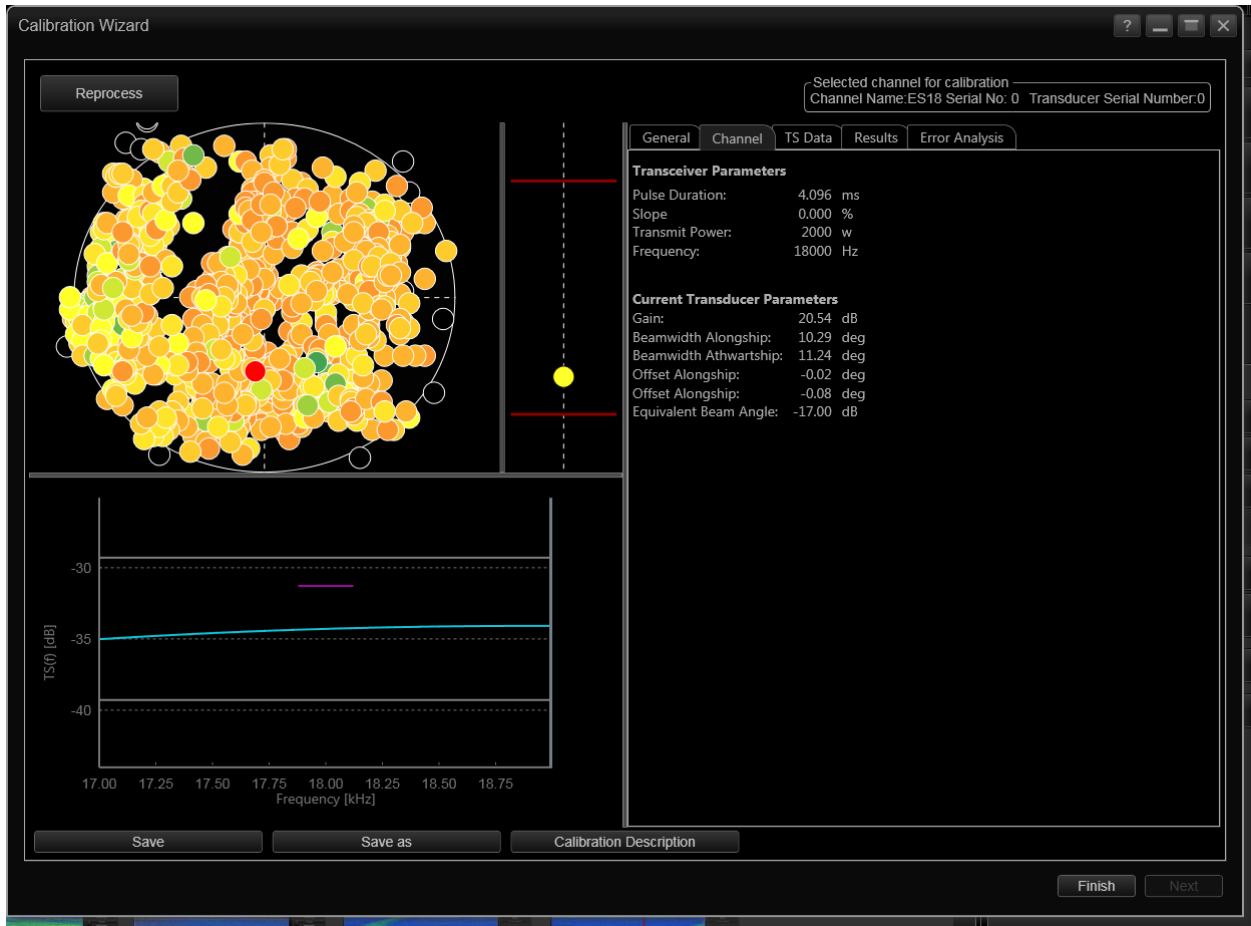 Calibration Wizard
?
Reprocess
Selected channel for calibration
Channel Name:ES18 Serial No: 0 Transducer Serial Number:0
General Channel TS Data Results Error Analysis
Transceiver Parameters
Pulse Duration: 4.096 ms
Slope 0.000 %
Transmit Power: 2000 w
Frequency: 18000 Hz
Current Transducer Parameters
Gain: 20.54 dB
Beamwidth Alongship: 10.29 deg
Beamwidth Athwartship: 11.24 deg
Offset Alongship: -0.02 deg
Offset Alongship: -0.08 deg
Equivalent Beam Angle: -17.00 dB
-30
-35
-40
TS(f) [dB]
17.00 17.25 17.50 17.75 18.00 18.25 18.50 18.75
Frequency [kHz]
Save Save as Calibration Description
Finish Next